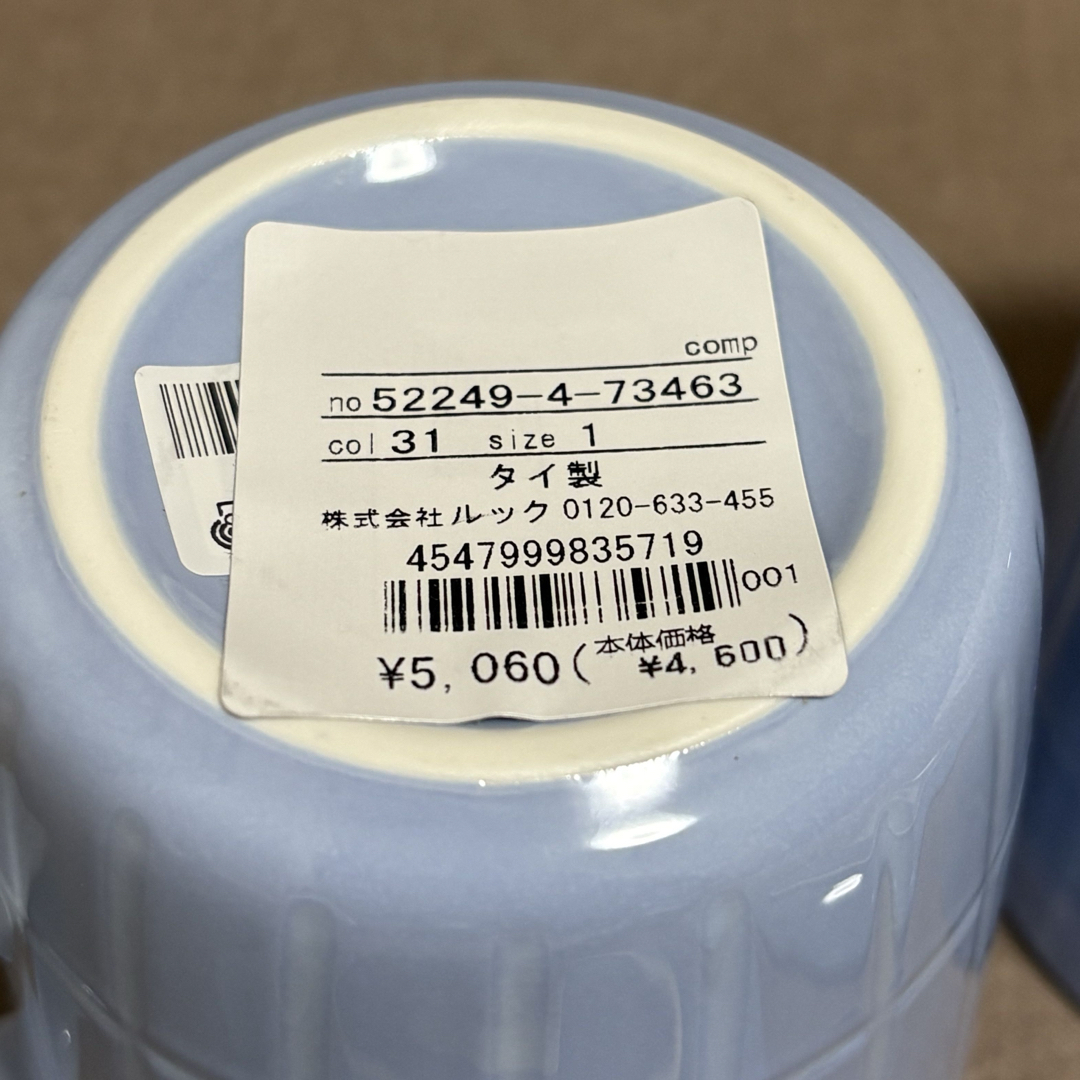 comp
no 52249-4-73463
col 31 size 1
タイ製
株式会社ルック 0120-633-455
4547999835719
001
¥5,060(本体価格 ¥4,600)